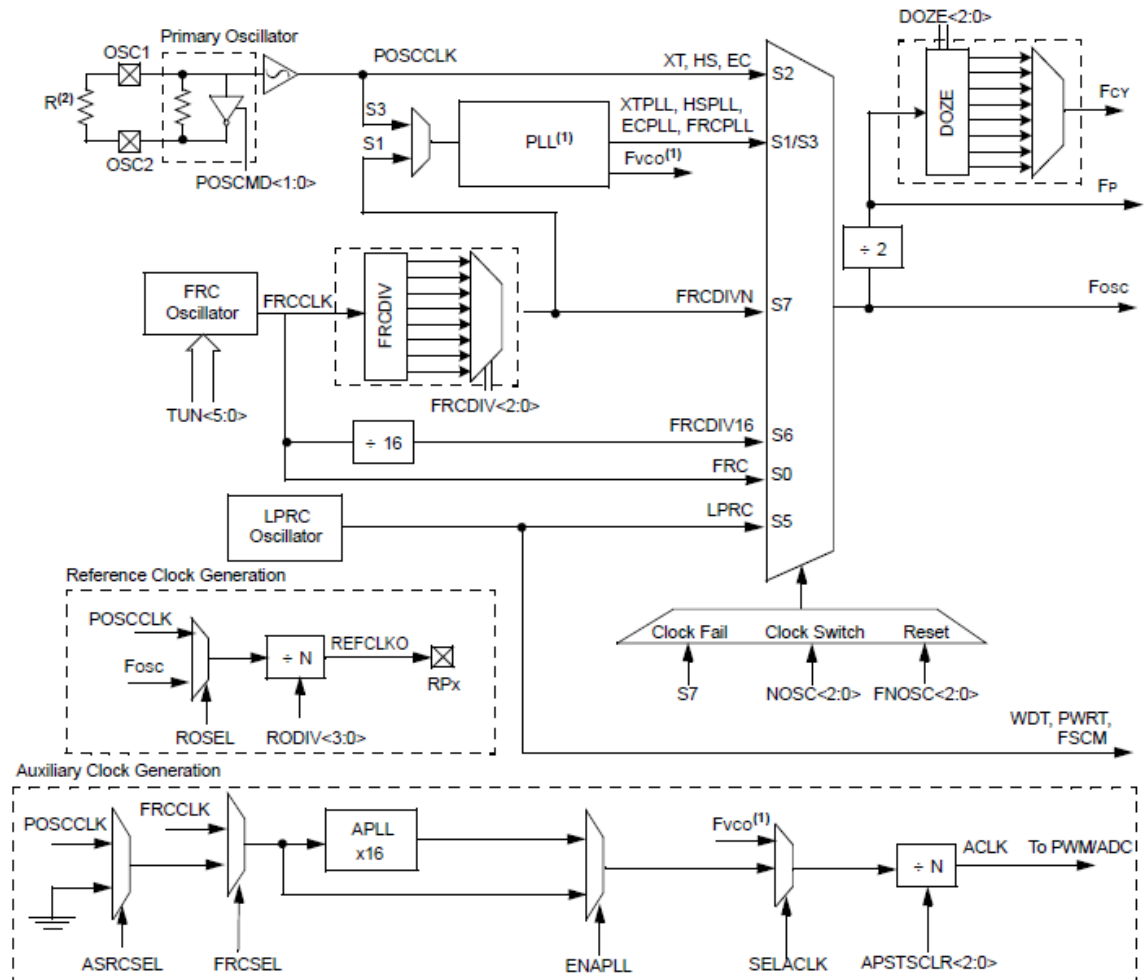 DOZE<2:0>
Primary Oscillator
OSC1
POSCCLK
XT, HS, EC
S2
R(2)
DOZE
FCY
S3
XTPLL, HSPLL,
ECPLL, FRCPLL
S1
PLL(1)
S1/S3
FVCO(1)
OSC2
POSCMD<1:0>
FP
÷ 2
FRC
Oscillator
FRCCLK
FRCDIV
FRCDIVN
S7
FOSC
TUN<5:0>
FRCDIV<2:0>
÷ 16
FRCDIV16
S6
FRC
S0
LPRC
Oscillator
LPRC
S5
Reference Clock Generation
POSCCLK
FOSC
÷ N
REFCLKO
RPx
ROSEL
RODIV<3:0>
Clock Fail
Clock Switch
Reset
S7
NOSC<2:0>
FNOSC<2:0>
WDT, PWRT,
FSCM
Auxiliary Clock Generation
POSCCLK
FRCCLK
APLL
x16
FVCO(1)
÷ N
ACLK
To PWM/ADC
ASRCSEL
FRCSEL
ENAPLL
SELACLK
APSTSCLR<2:0>